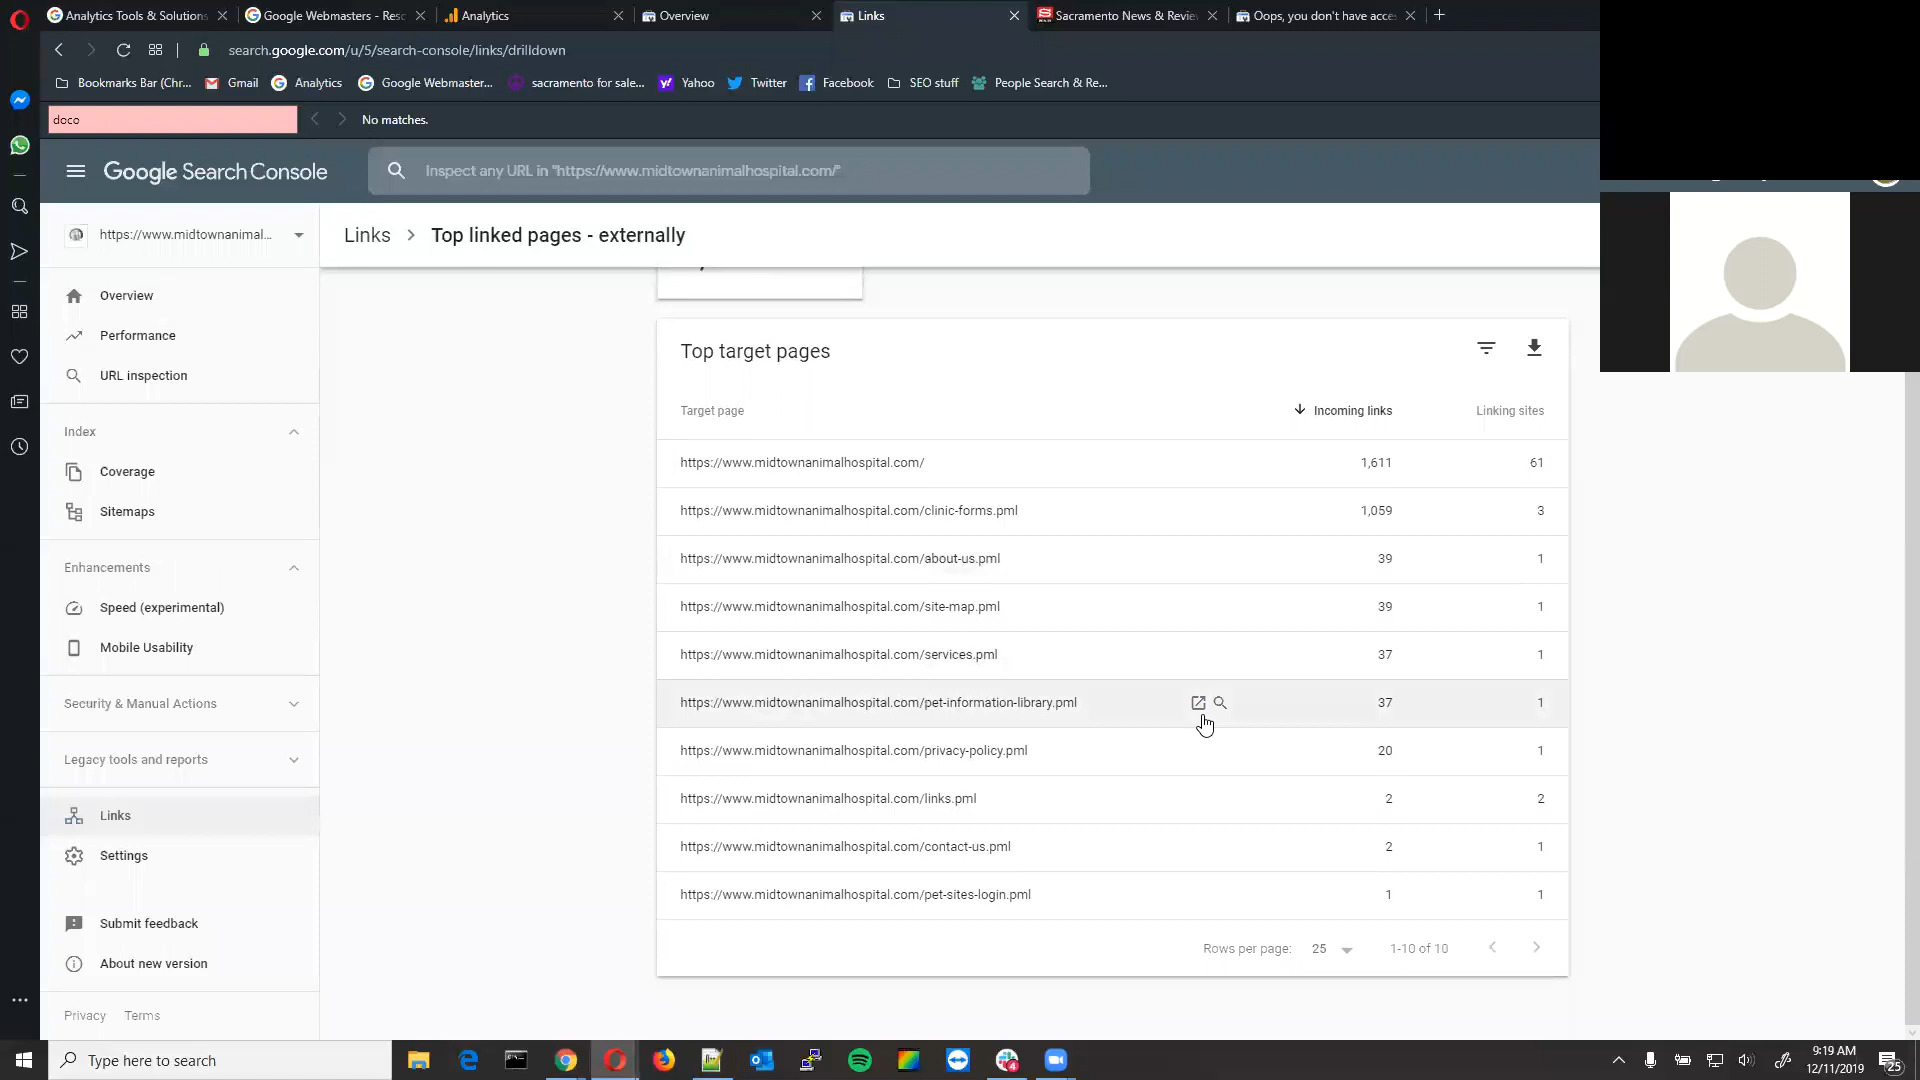 Analytics Tools & Solutions
Google Webmasters - Resc
Analytics
Overview
Links
Sacramento News & Revie
Oops, you don't have acce
search.google.com/u/5/search-console/links/drilldown
Bookmarks Bar (Chr...
Gmail
Analytics
Google Webmaster...
sacramento for sale...
Yahoo
Twitter
Facebook
SEO stuff
People Search & Re...
doco
No matches.
Google Search Console
Inspect any URL in "https://www.midtownanimalhospital.com/"
https://www.midtownanimal...
Links > Top linked pages - externally
Overview
Performance
URL inspection
Index
Coverage
Sitemaps
Enhancements
Speed (experimental)
Mobile Usability
Security & Manual Actions
Legacy tools and reports
Links
Settings
Submit feedback
About new version
Privacy Terms
Top target pages
Target page Incoming links Linking sites
https://www.midtownanimalhospital.com/ 1,611 61
https://www.midtownanimalhospital.com/clinic-forms.pml 1,059 3
https://www.midtownanimalhospital.com/about-us.pml 39 1
https://www.midtownanimalhospital.com/site-map.pml 39 1
https://www.midtownanimalhospital.com/services.pml 37 1
https://www.midtownanimalhospital.com/pet-information-library.pml 37 1
https://www.midtownanimalhospital.com/privacy-policy.pml 20 1
https://www.midtownanimalhospital.com/links.pml 2 2
https://www.midtownanimalhospital.com/contact-us.pml 2 1
https://www.midtownanimalhospital.com/pet-sites-login.pml 1 1
Rows per page: 25 1-10 of 10
Type here to search
4
9:19 AM
12/11/2019
25